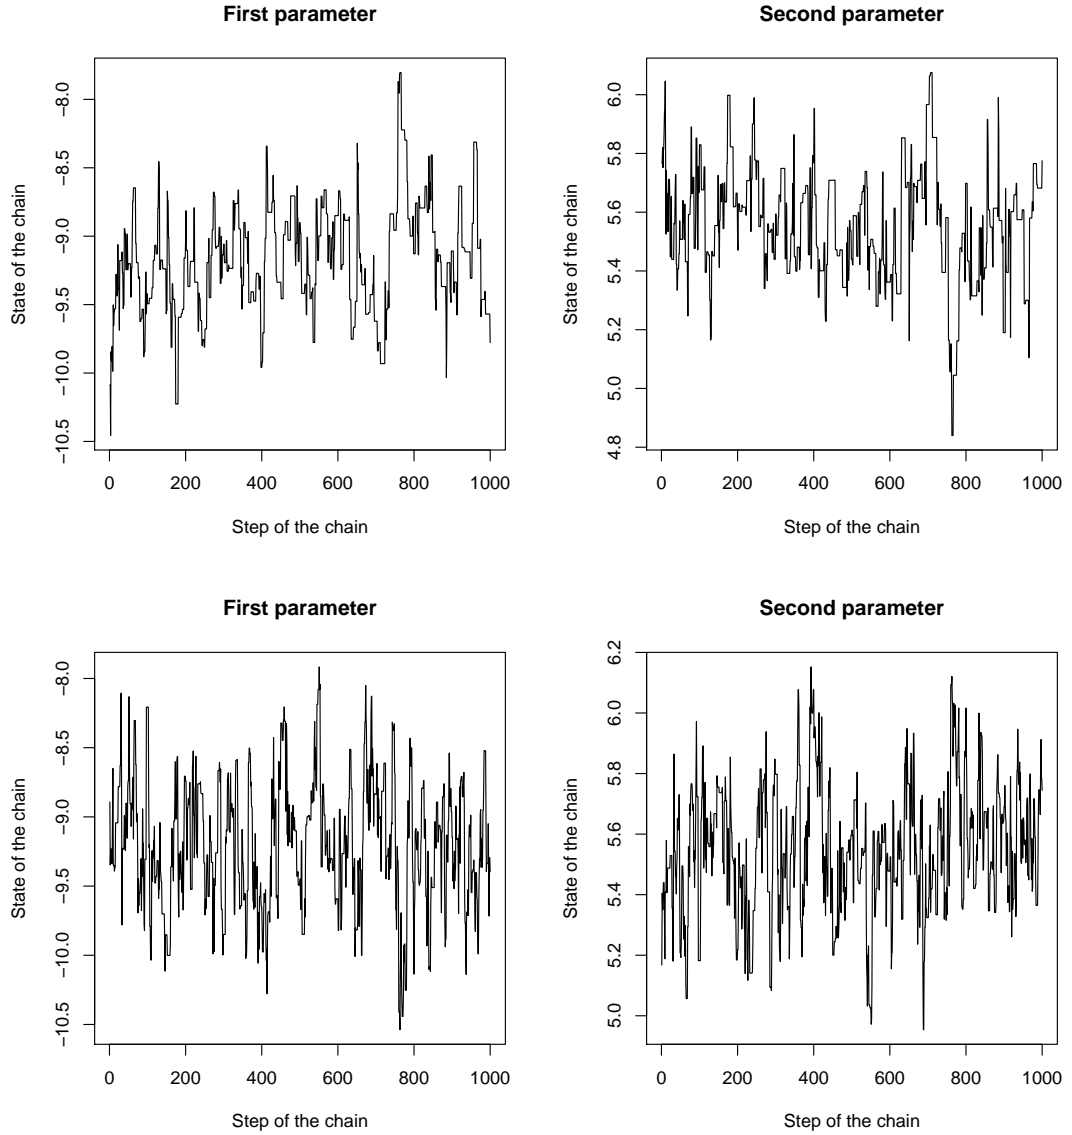 First parameter
State of the chain
−8.0
−8.5
−9.0
−9.5
−10.0
−10.5
0 200 400 600 800 1000
Step of the chain
Second parameter
State of the chain
6.0
5.8
5.6
5.4
5.2
5.0
4.8
0 200 400 600 800 1000
Step of the chain
First parameter
State of the chain
−8.0
−8.5
−9.0
−9.5
−10.0
−10.5
0 200 400 600 800 1000
Step of the chain
Second parameter
State of the chain
6.2
6.0
5.8
5.6
5.4
5.2
5.0
0 200 400 600 800 1000
Step of the chain